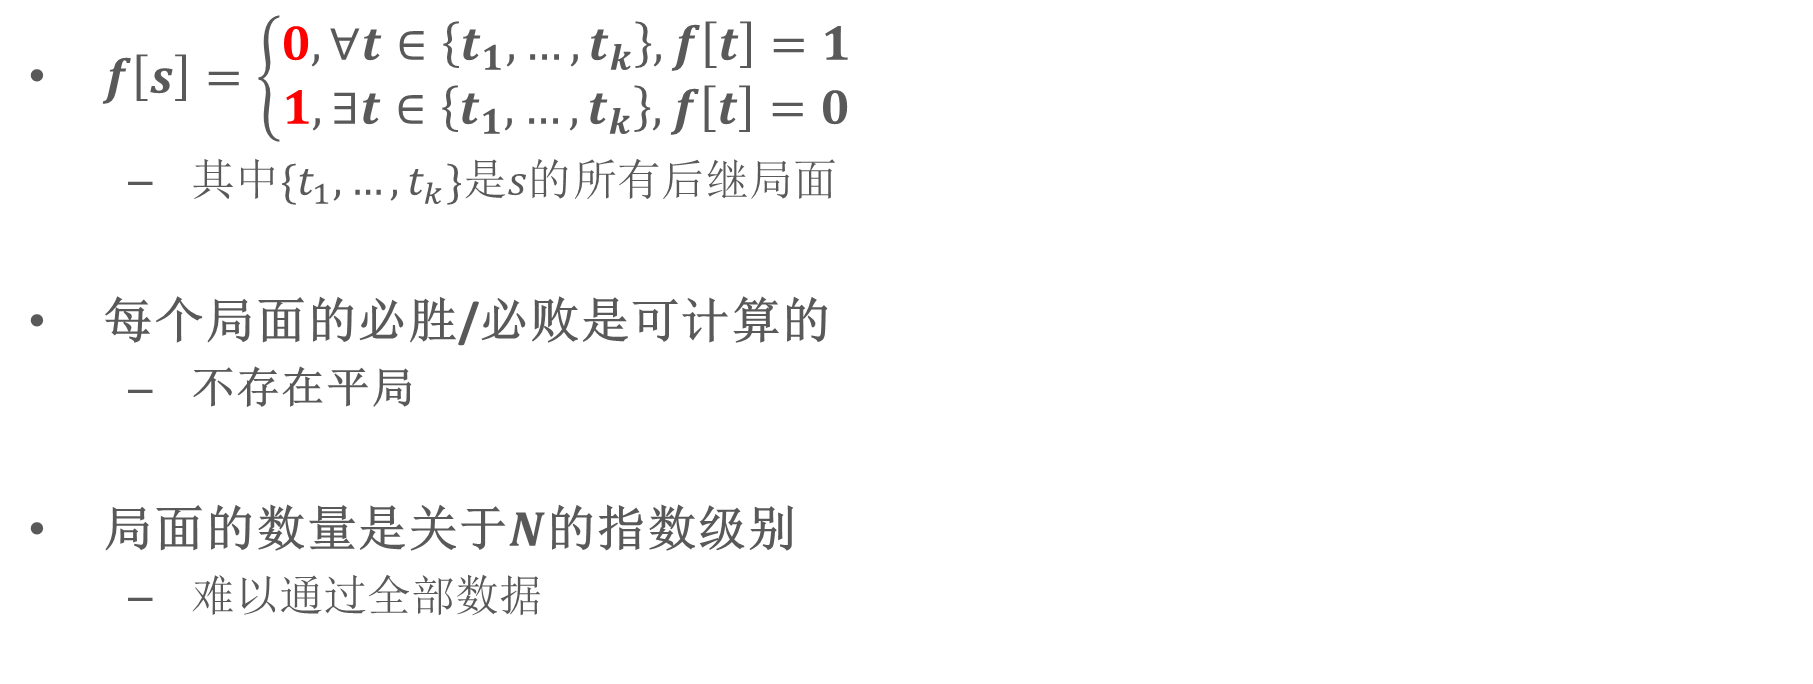 • f[s] = { 0, ∀t ∈ {t₁, …, tₖ}, f[t] = 1
1, ∃t ∈ {t₁, …, tₖ}, f[t] = 0
– 其中{t₁, …, tₖ}是s的所有后继局面
• 每个局面的必胜/必败是可计算的
– 不存在平局
• 局面的数量是关于N的指数级别
– 难以通过全部数据